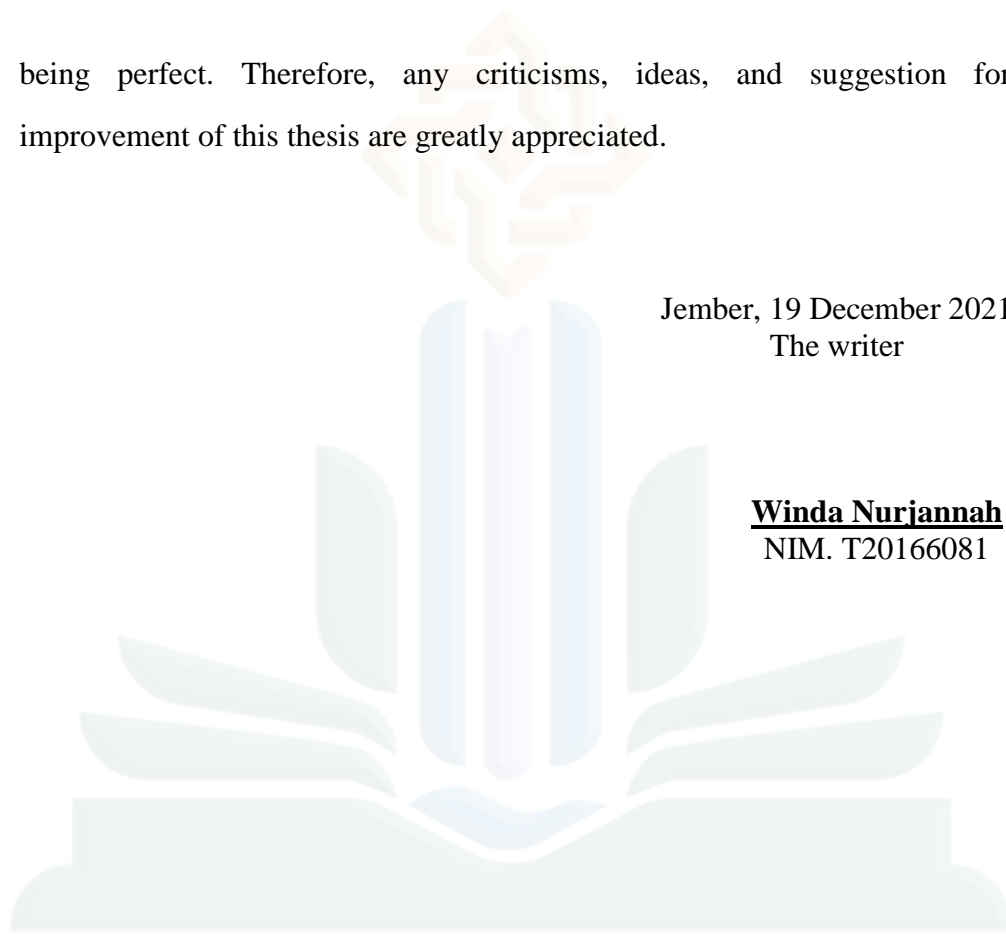 being perfect. Therefore, any criticisms, ideas, and suggestion for
improvement of this thesis are greatly appreciated.
Jember, 19 December 2021
The writer
Winda Nurjannah
NIM. T20166081